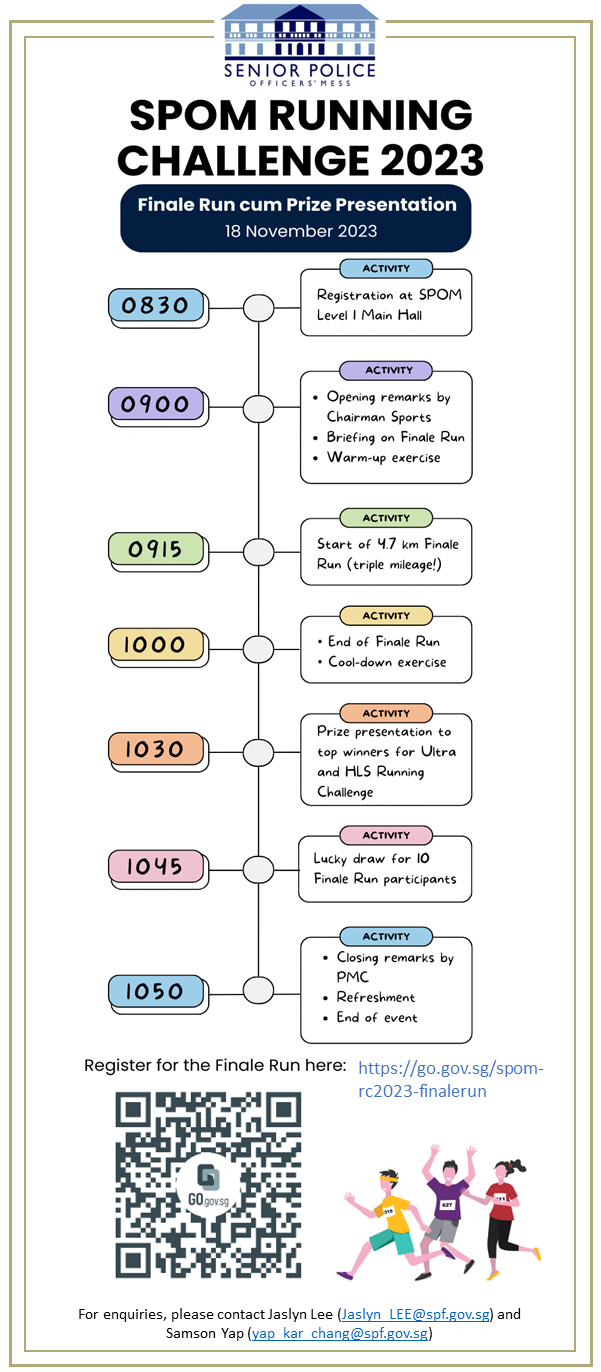 SENIOR POLICE
OFFICERS' MESS
SPOM RUNNING
CHALLENGE 2023
Finale Run cum Prize Presentation
18 November 2023
0830
ACTIVITY
Registration at SPOM
Level 1 Main Hall
0900
ACTIVITY
• Opening remarks by
Chairman Sports
• Briefing on Finale Run
• Warm-up exercise
0915
ACTIVITY
Start of 4.7 km Finale
Run (triple mileage!)
1000
ACTIVITY
• End of Finale Run
• Cool-down exercise
1030
ACTIVITY
Prize presentation to
top winners for Ultra
and HLS Running
Challenge
1045
ACTIVITY
Lucky draw for 10
Finale Run participants
1050
ACTIVITY
• Closing remarks by
PMC
• Refreshment
• End of event
Register for the Finale Run here:
https://go.gov.sg/spom-
rc2023-finalerun
GO.gov.sg
319
627
For enquiries, please contact Jaslyn Lee (Jaslyn_LEE@spf.gov.sg) and
Samson Yap (yap_kar_chang@spf.gov.sg)